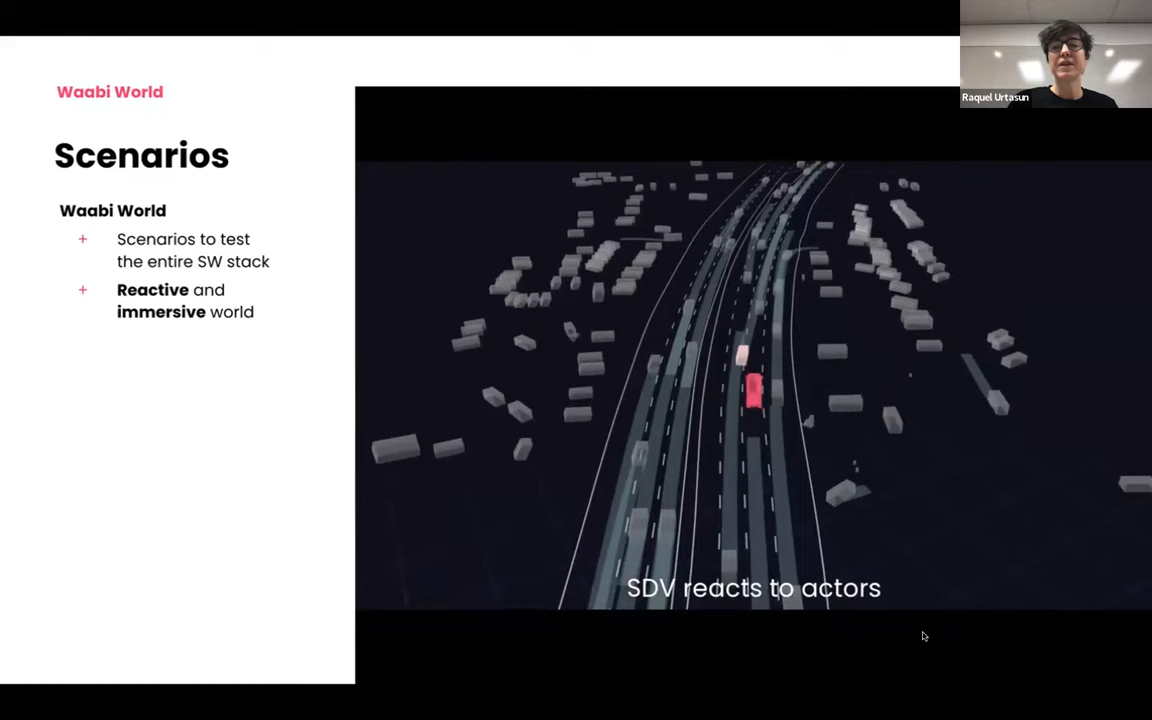 Waabi World
Scenarios
Waabi World
+ Scenarios to test
the entire SW stack
+ Reactive and
immersive world
SDV reacts to actors
Raquel Urtasun